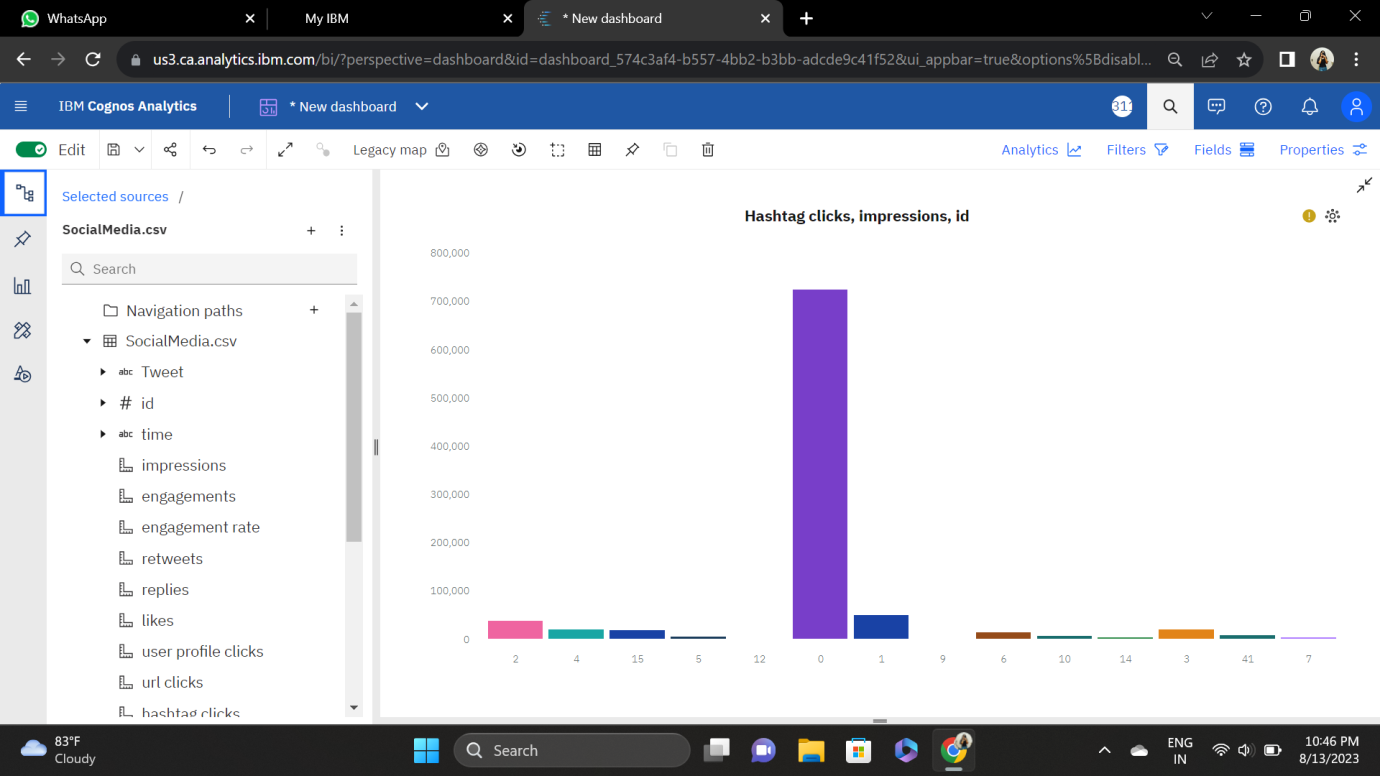 WhatsApp
My IBM
* New dashboard
us3.ca.analytics.ibm.com/bi/?perspective=dashboard&id=dashboard_574c3af4-b557-4bb2-b3bb-adcde9c41f52&ui_appbar=true&options%5Bdisabl...
IBM Cognos Analytics
* New dashboard
311
Edit
Legacy map
Analytics
Filters
Fields
Properties
Selected sources /
SocialMedia.csv
Search
Navigation paths
SocialMedia.csv
abc Tweet
# id
abc time
impressions
engagements
engagement rate
retweets
replies
likes
user profile clicks
url clicks
hashtag clicks
Hashtag clicks, impressions, id
800,000
700,000
600,000
500,000
400,000
300,000
200,000
100,000
0
2 4 15 5 12 0 1 9 6 10 14 3 41 7
83°F
Cloudy
Search
ENG
IN
10:46 PM
8/13/2023